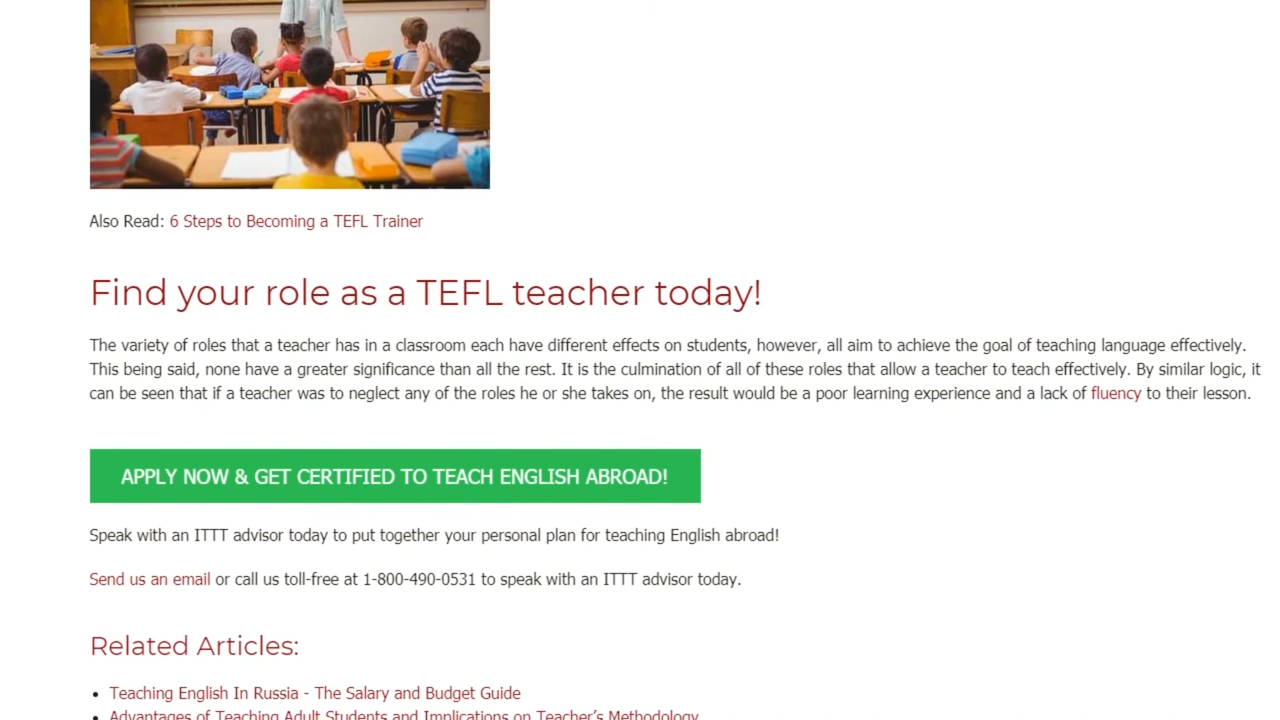 Also Read: 6 Steps to Becoming a TEFL Trainer
Find your role as a TEFL teacher today!
The variety of roles that a teacher has in a classroom each have different effects on students, however, all aim to achieve the goal of teaching language effectively.
This being said, none have a greater significance than all the rest. It is the culmination of all of these roles that allow a teacher to teach effectively. By similar logic, it
can be seen that if a teacher was to neglect any of the roles he or she takes on, the result would be a poor learning experience and a lack of fluency to their lesson.
APPLY NOW & GET CERTIFIED TO TEACH ENGLISH ABROAD!
Speak with an ITTT advisor today to put together your personal plan for teaching English abroad!
Send us an email or call us toll-free at 1-800-490-0531 to speak with an ITTT advisor today.
Related Articles:
• Teaching English In Russia - The Salary and Budget Guide
• Advantages of Teaching Adult Students and Implications on Teacher's Methodology